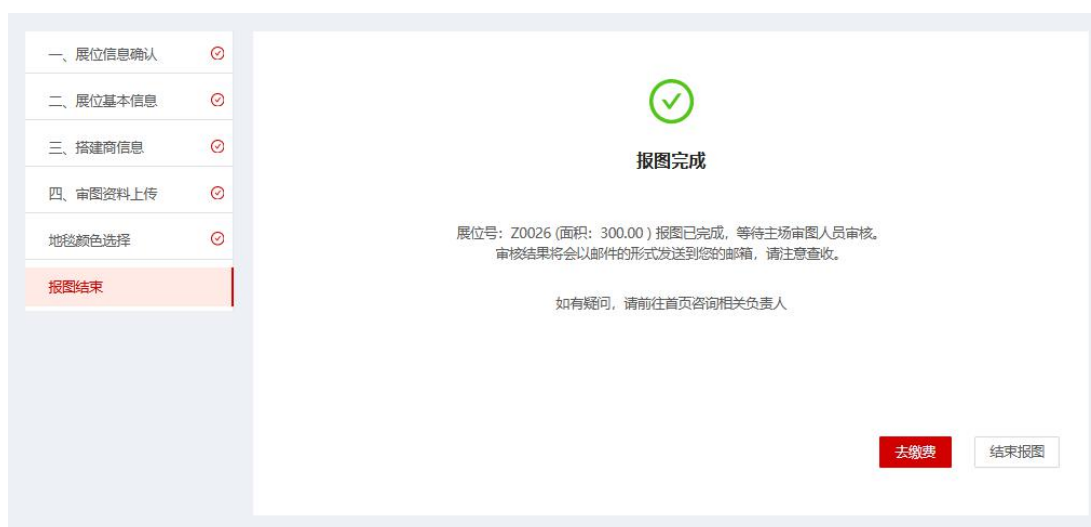 一、展位信息确认
二、展位基本信息
三、搭建商信息
四、审图资料上传
地毯颜色选择
报图结束
报图完成
展位号：Z0026 (面积：300.00 ) 报图已完成，等待主场审图人员审核。
审核结果将会以邮件的形式发送到您的邮箱，请注意查收。
如有疑问，请前往首页咨询相关负责人
去缴费
结束报图